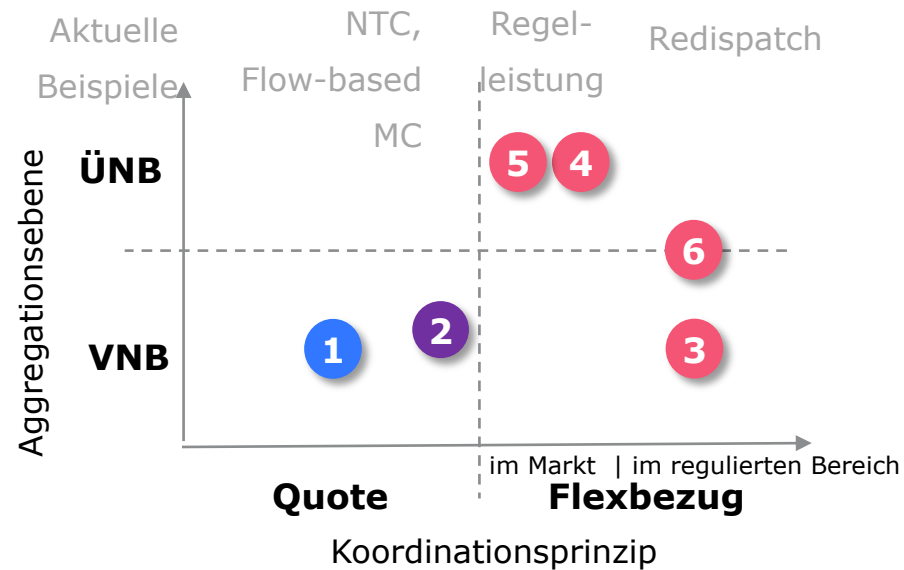 Aktuelle
Beispiele
NTC,
Flow-based
MC
Regel-
leistung
Redispatch
Aggregationsebene
ÜNB
VNB
5
4
6
2
1
3
im Markt | im regulierten Bereich
Quote
Flexbezug
Koordinationsprinzip